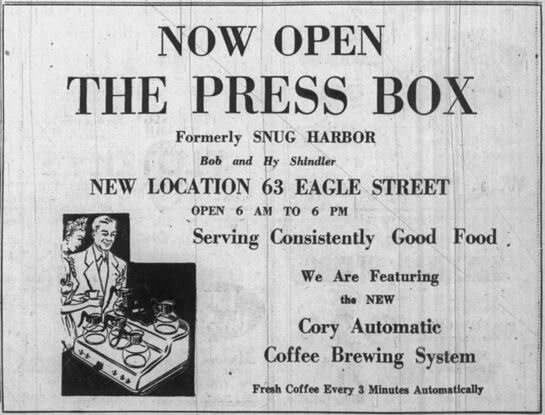 NOW OPEN
THE PRESS BOX
Formerly SNUG HARBOR
Bob and Hy Shindler
NEW LOCATION 63 EAGLE STREET
OPEN 6 AM TO 6 PM
Serving Consistently Good Food
We Are Featuring
the NEW
Cory Automatic
Coffee Brewing System
Fresh Coffee Every 3 Minutes Automatically